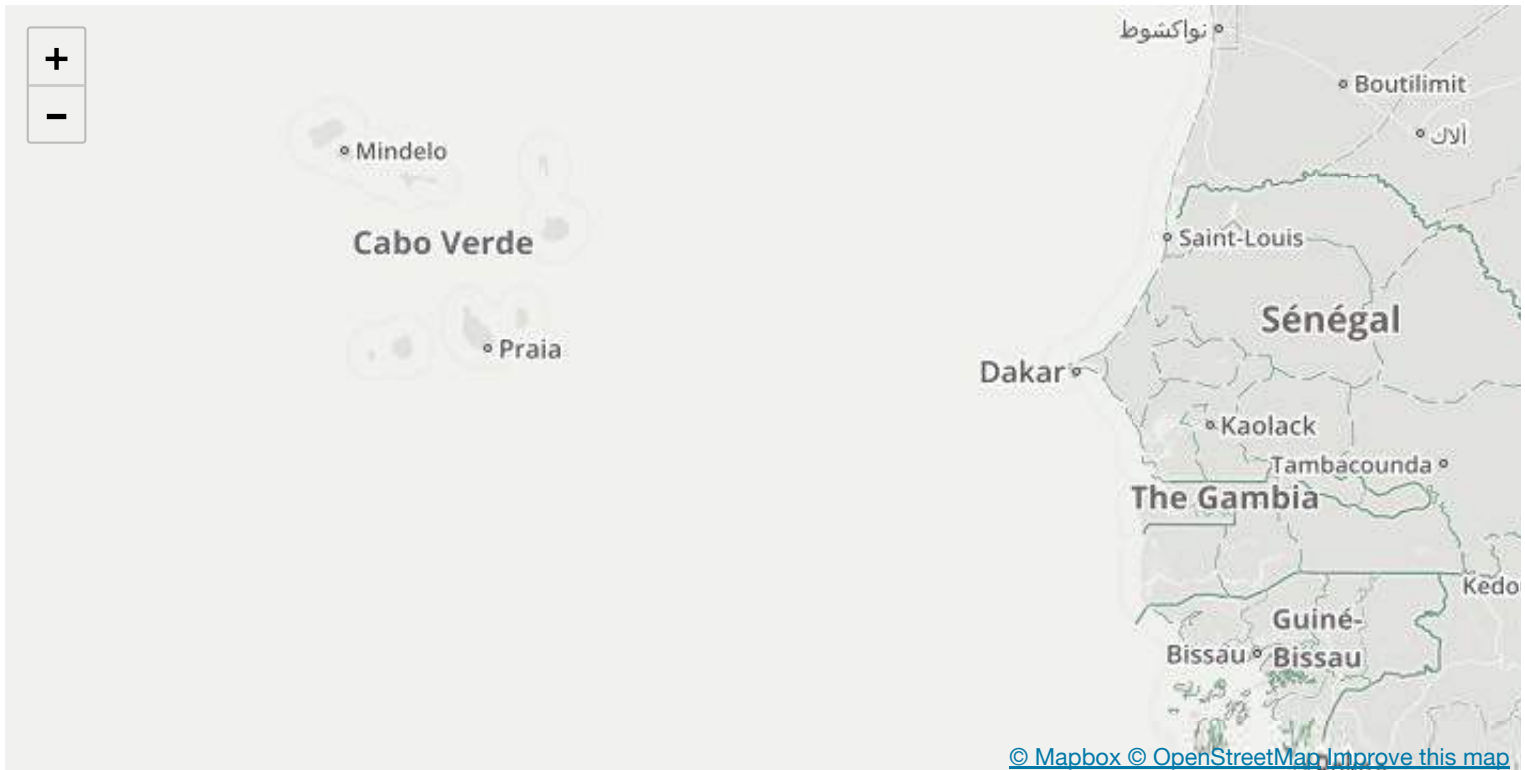 +
−
نواكشوط
Boutilimit
ألاك
Mindelo
Cabo Verde
Saint-Louis
Sénégal
Praia
Dakar
Kaolack
Tambacounda
The Gambia
Kedo
Guiné-
Bissau
Bissau
© Mapbox © OpenStreetMap Improve this map